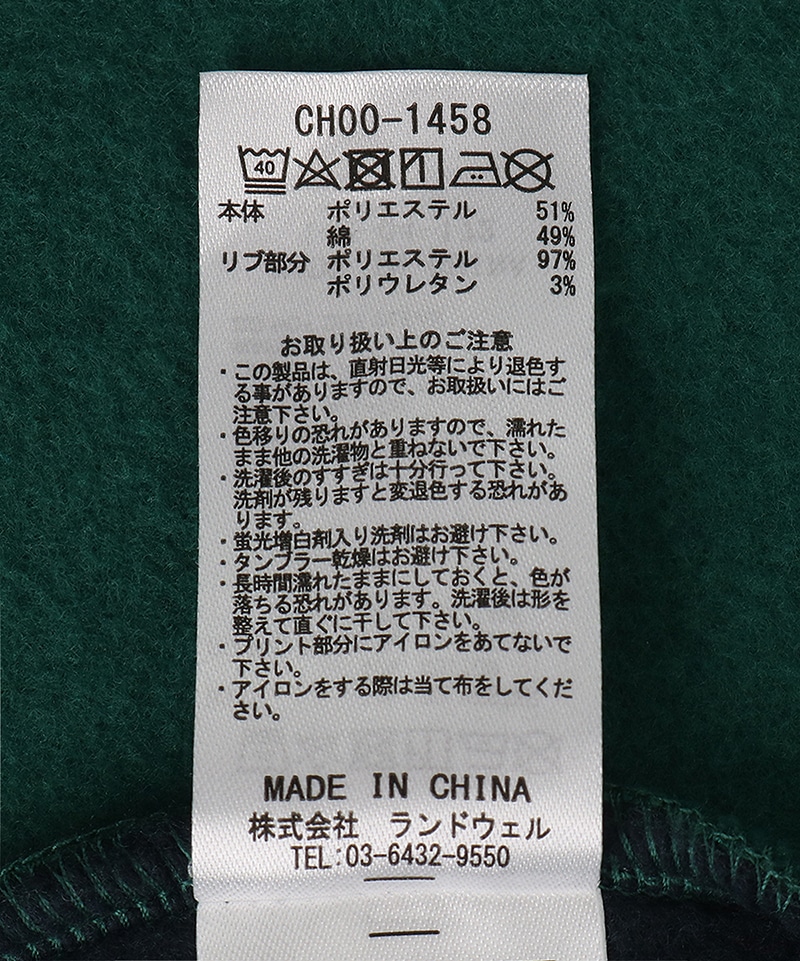 CH00-1458
40
本体 ポリエステル 51%
綿 49%
リブ部分 ポリエステル 97%
ポリウレタン 3%
お取り扱い上のご注意
・この製品は、直射日光等により退色す
る事がありますので、お取扱いにはご
注意下さい。
・色移りの恐れがありますので、濡れた
まま他の洗濯物と重ねないで下さい。
・洗濯後のすすぎは十分行って下さい。
洗剤が残りますと変退色する恐れがあ
ります。
・蛍光増白剤入り洗剤はお避け下さい。
・タンブラー乾燥はお避け下さい。
・長時間濡れたままにしておくと、色が
落ちる恐れがあります。洗濯後は形を
整えて直ぐに干して下さい。
・プリント部分にアイロンをあてないで
下さい。
・アイロンをする際は当て布をしてくだ
さい。
MADE IN CHINA
株式会社 ランドウェル
TEL:03-6432-9550